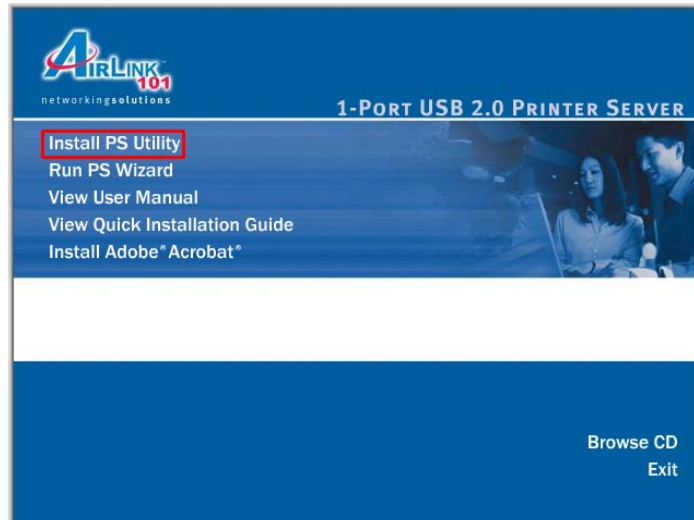 AIRLINK
101
networkingsolutions
1-PORT USB 2.0 PRINTER SERVER
Install PS Utility
Run PS Wizard
View User Manual
View Quick Installation Guide
Install Adobe® Acrobat®
Browse CD
Exit